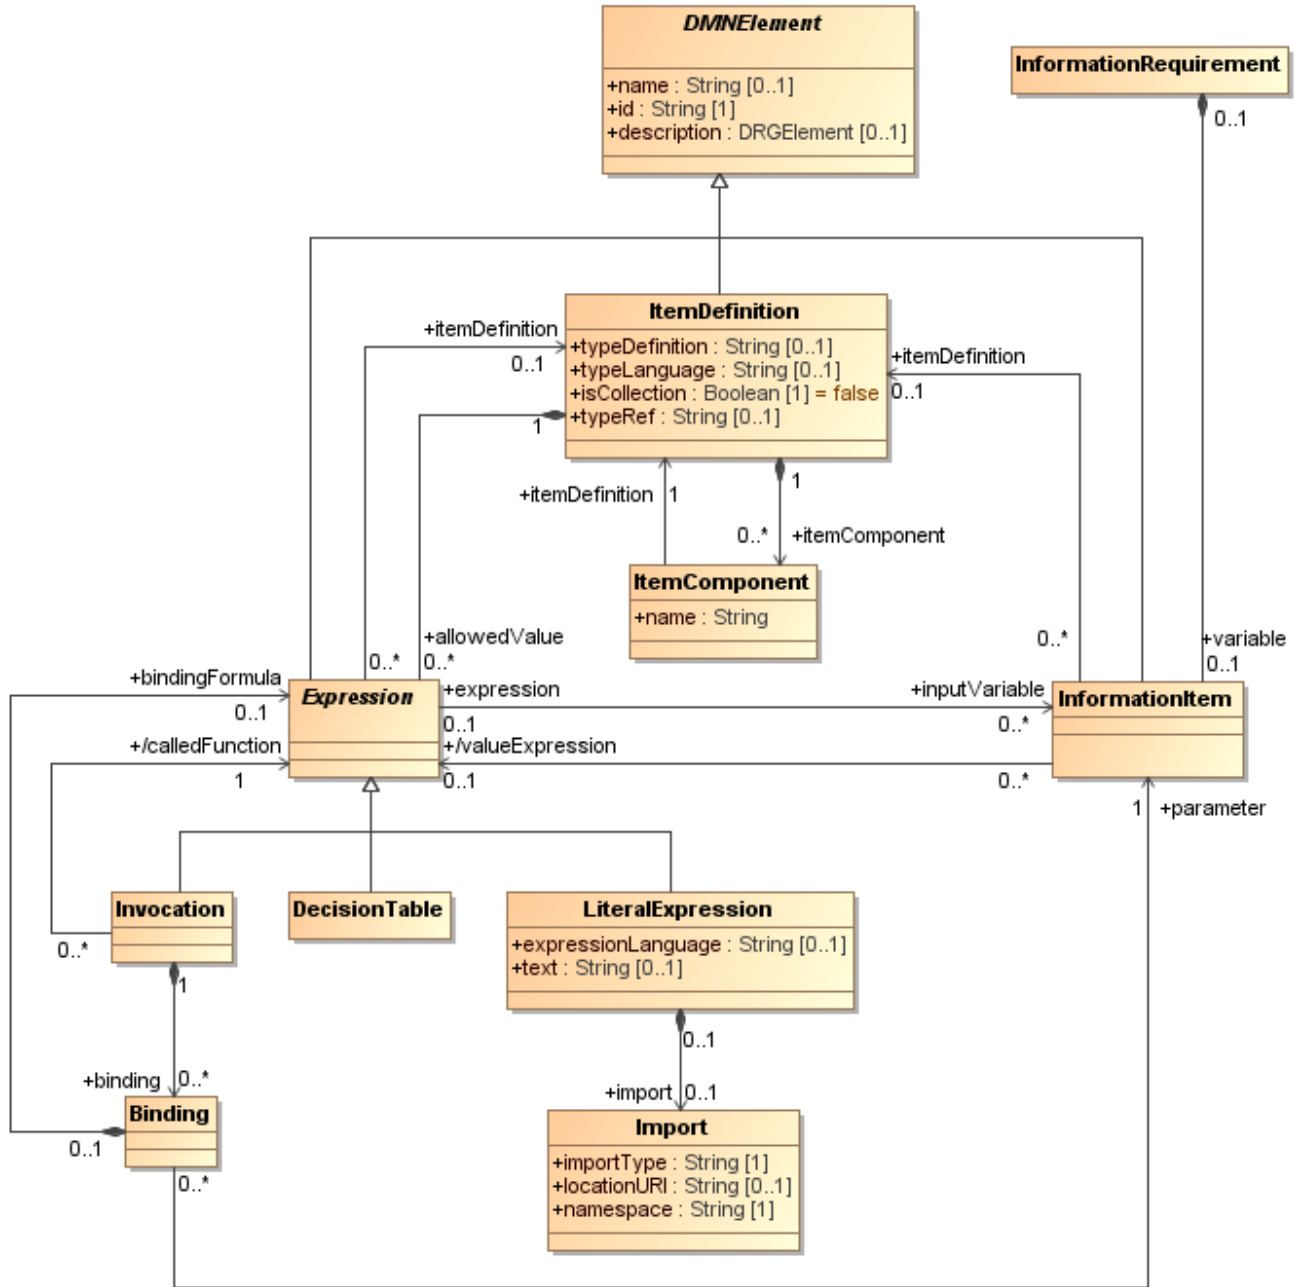 DMNElement
+name : String [0..1]
+id : String [1]
+description : DRGElement [0..1]
InformationRequirement
0..1
ItemDefinition
+typeDefinition : String [0..1]
+typeLanguage : String [0..1]
+isCollection : Boolean [1] = false
+typeRef : String [0..1]
+itemDefinition
0..1
+itemDefinition
0..1
1
+itemDefinition
1
1
0..*
+itemComponent
ItemComponent
+name : String
+allowedValue
0..*
0..*
0..*
+variable
0..1
+bindingFormula
0..1
+/calledFunction
1
Expression
+expression
0..1
+inputVariable
0..*
+/valueExpression
0..1
0..*
InformationItem
1
+parameter
Invocation
0..*
1
DecisionTable
LiteralExpression
+expressionLanguage : String [0..1]
+text : String [0..1]
0..1
+binding
0..*
+import
0..1
Binding
0..1
0..*
Import
+importType : String [1]
+locationURI : String [0..1]
+namespace : String [1]